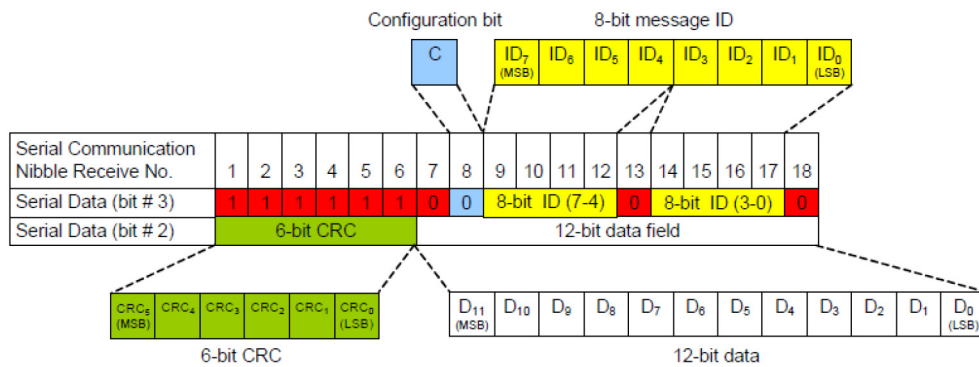 Configuration bit 8-bit message ID
C ID7 (MSB) ID6 ID5 ID4 ID3 ID2 ID1 ID0 (LSB)
Serial Communication
Nibble Receive No. 1 2 3 4 5 6 7 8 9 10 11 12 13 14 15 16 17 18
Serial Data (bit # 3) 1 1 1 1 1 1 0 0 8-bit ID (7-4) 0 8-bit ID (3-0) 0
Serial Data (bit # 2) 6-bit CRC 12-bit data field
CRC5 (MSB) CRC4 CRC3 CRC2 CRC1 CRC0 (LSB) D11 (MSB) D10 D9 D8 D7 D6 D5 D4 D3 D2 D1 D0 (LSB)
6-bit CRC 12-bit data